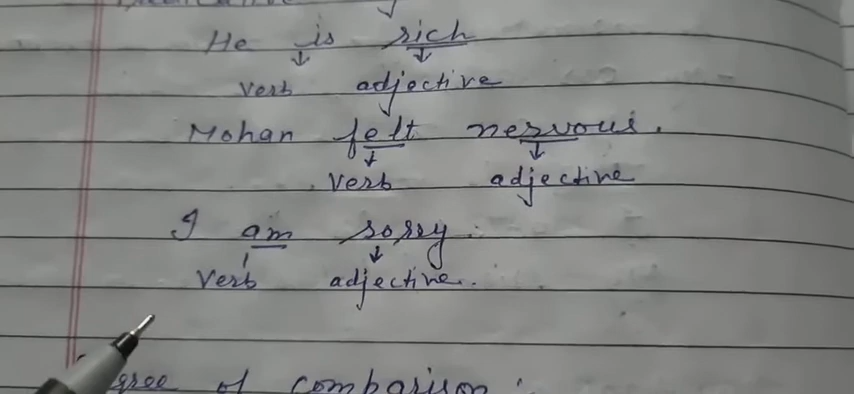 He is rich
verb adjective
Mohan felt nervous.
verb adjective
I am sorry.
verb adjective.
of comparison :